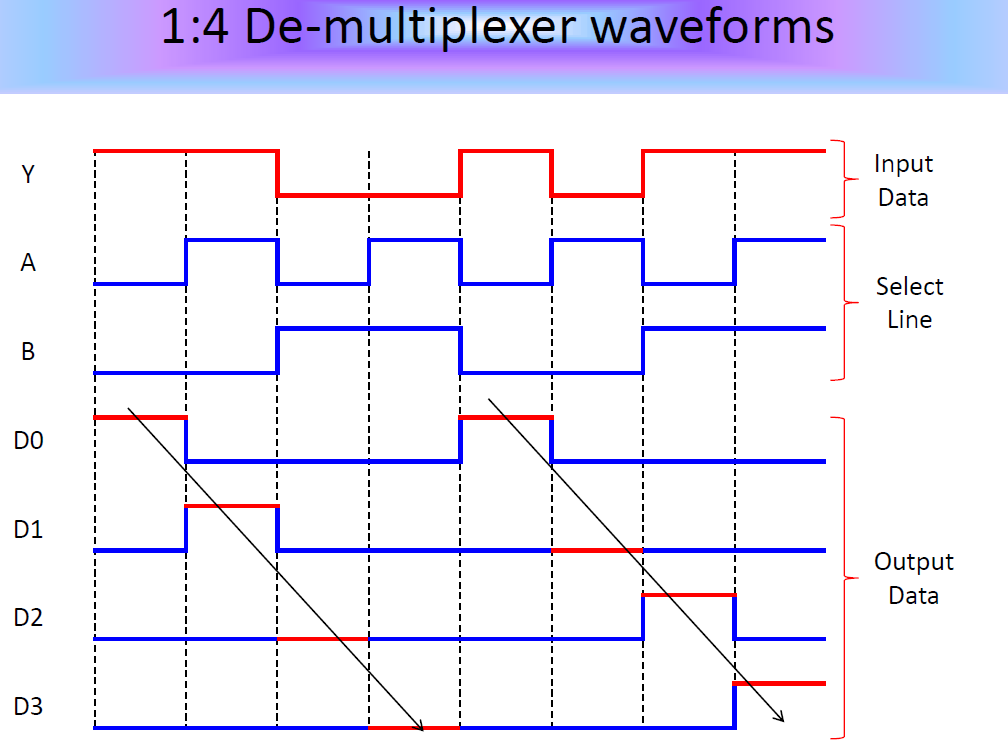 1:4 De-multiplexer waveforms
Y
Input
Data
A
Select
Line
B
D0
D1
Output
Data
D2
D3